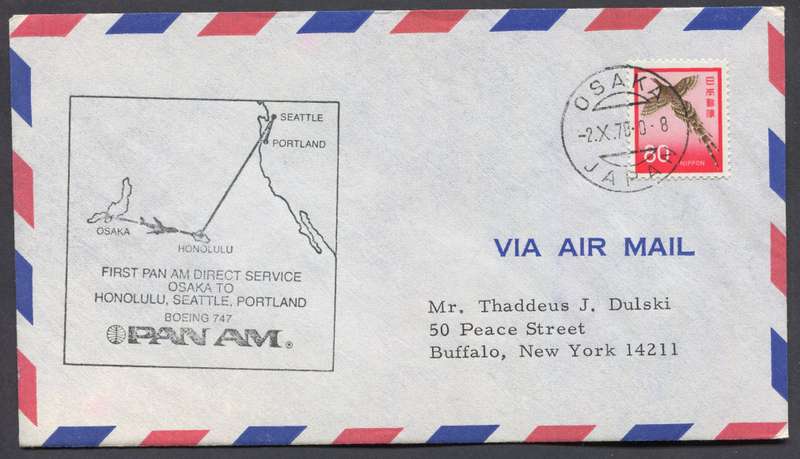 SEATTLE
PORTLAND
OSAKA
HONOLULU
FIRST PAN AM DIRECT SERVICE
OSAKA TO
HONOLULU, SEATTLE, PORTLAND
BOEING 747
PAN AM®
OSAKA
-2.X.78.0-8
JAPAN
日本郵便
60
NIPPON
VIA AIR MAIL
Mr. Thaddeus J. Dulski
50 Peace Street
Buffalo, New York 14211